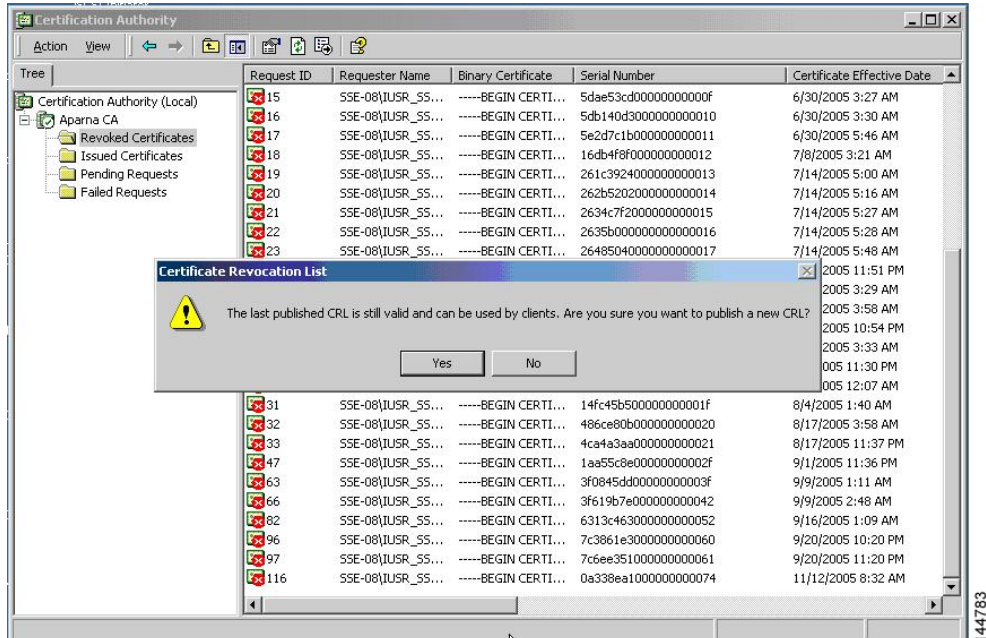 Certification Authority
Action View
Tree
Request ID Requester Name Binary Certificate Serial Number Certificate Effective Date
Certification Authority (Local)
Aparna CA
Revoked Certificates
Issued Certificates
Pending Requests
Failed Requests
15 SSE-08\IUSR_SS... -----BEGIN CERTI... 5dae53cd00000000000f 6/30/2005 3:27 AM
16 SSE-08\IUSR_SS... -----BEGIN CERTI... 5db140d3000000000010 6/30/2005 3:30 AM
17 SSE-08\IUSR_SS... -----BEGIN CERTI... 5e2d7c1b000000000011 6/30/2005 5:46 AM
18 SSE-08\IUSR_SS... -----BEGIN CERTI... 16db4f8f000000000012 7/8/2005 3:21 AM
19 SSE-08\IUSR_SS... -----BEGIN CERTI... 261c3924000000000013 7/14/2005 5:00 AM
20 SSE-08\IUSR_SS... -----BEGIN CERTI... 262b5202000000000014 7/14/2005 5:16 AM
21 SSE-08\IUSR_SS... -----BEGIN CERTI... 2634c7f2000000000015 7/14/2005 5:27 AM
22 SSE-08\IUSR_SS... -----BEGIN CERTI... 2635b000000000000016 7/14/2005 5:28 AM
23 SSE-08\IUSR_SS... -----BEGIN CERTI... 26485040000000000017 7/14/2005 5:48 AM
2005 11:51 PM
2005 3:29 AM
2005 3:58 AM
2005 10:54 PM
2005 3:33 AM
005 11:30 PM
005 12:07 AM
Certificate Revocation List
The last published CRL is still valid and can be used by clients. Are you sure you want to publish a new CRL?
Yes No
31 SSE-08\IUSR_SS... -----BEGIN CERTI... 14fc45b500000000001f 8/4/2005 1:40 AM
32 SSE-08\IUSR_SS... -----BEGIN CERTI... 486ce80b000000000020 8/17/2005 3:58 AM
33 SSE-08\IUSR_SS... -----BEGIN CERTI... 4ca4a3aa000000000021 8/17/2005 11:37 PM
47 SSE-08\IUSR_SS... -----BEGIN CERTI... 1aa55c8e00000000002f 9/1/2005 11:36 PM
63 SSE-08\IUSR_SS... -----BEGIN CERTI... 3f0845dd00000000003f 9/9/2005 1:11 AM
66 SSE-08\IUSR_SS... -----BEGIN CERTI... 3f619b7e000000000042 9/9/2005 2:48 AM
82 SSE-08\IUSR_SS... -----BEGIN CERTI... 6313c463000000000052 9/16/2005 1:09 AM
96 SSE-08\IUSR_SS... -----BEGIN CERTI... 7c3861e3000000000060 9/20/2005 10:20 PM
97 SSE-08\IUSR_SS... -----BEGIN CERTI... 7c6ee351000000000061 9/20/2005 11:20 PM
116 SSE-08\IUSR_SS... -----BEGIN CERTI... 0a338ea1000000000074 11/12/2005 8:32 AM
144783